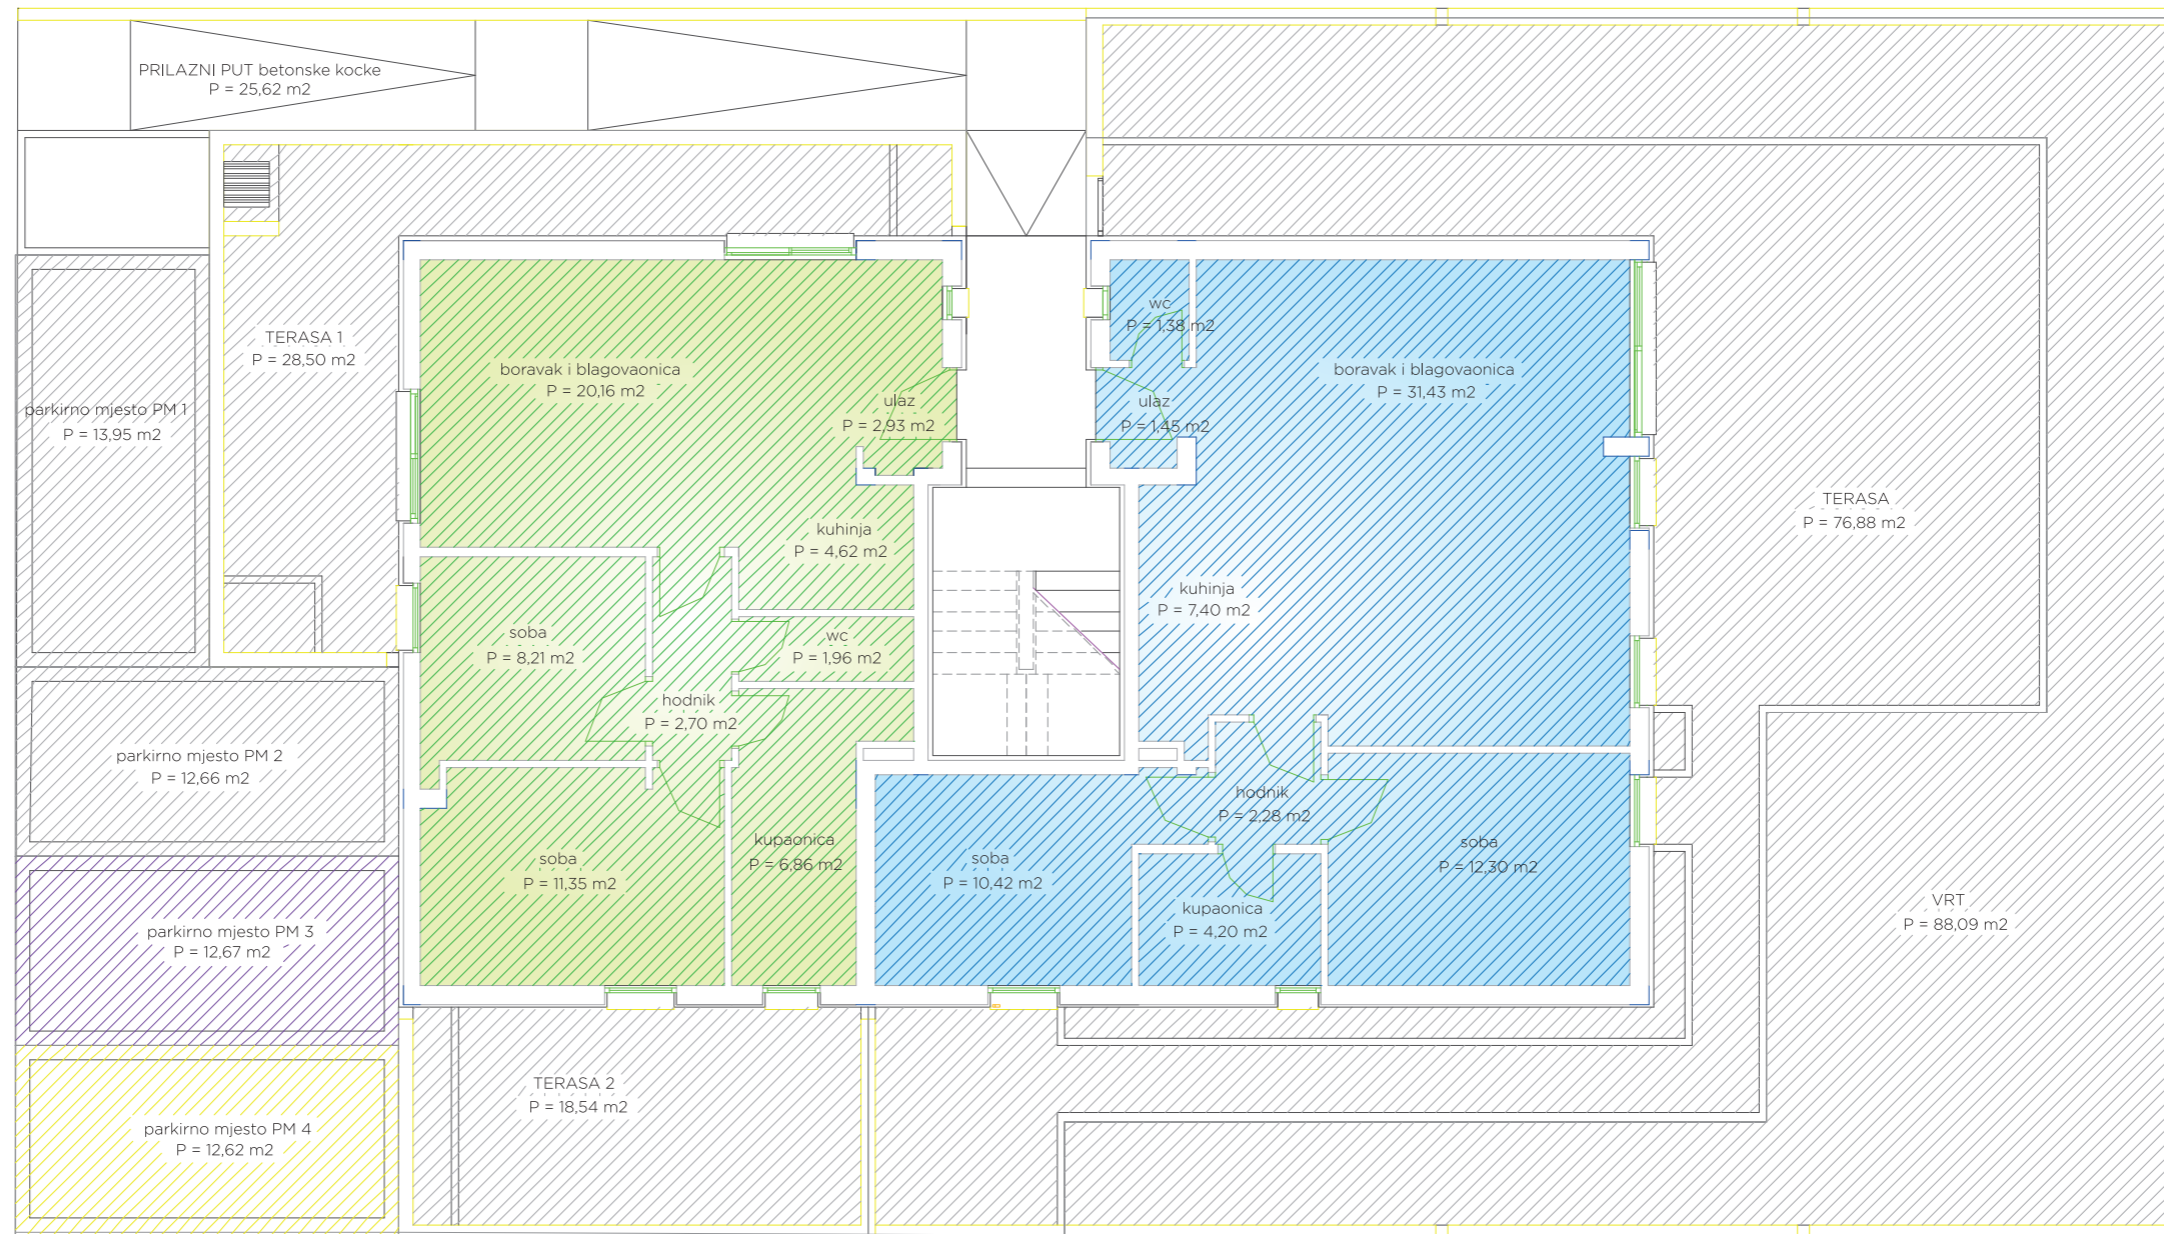 PRILAZNI PUT betonske kocke
P = 25,62 m2
TERASA 1
P = 28,50 m2
parkirno mjesto PM 1
P = 13,95 m2
parkirno mjesto PM 2
P = 12,66 m2
parkirno mjesto PM 3
P = 12,67 m2
parkirno mjesto PM 4
P = 12,62 m2
boravak i blagovaonica
P = 20,16 m2
ulaz
P = 2,93 m2
kuhinja
P = 4,62 m2
soba
P = 8,21 m2
wc
P = 1,96 m2
hodnik
P = 2,70 m2
soba
P = 11,35 m2
kupaonica
P = 6,86 m2
TERASA 2
P = 18,54 m2
wc
P = 1,38 m2
ulaz
P = 1,45 m2
boravak i blagovaonica
P = 31,43 m2
kuhinja
P = 7,40 m2
hodnik
P = 2,28 m2
soba
P = 10,42 m2
kupaonica
P = 4,20 m2
soba
P = 12,30 m2
TERASA
P = 76,88 m2
VRT
P = 88,09 m2